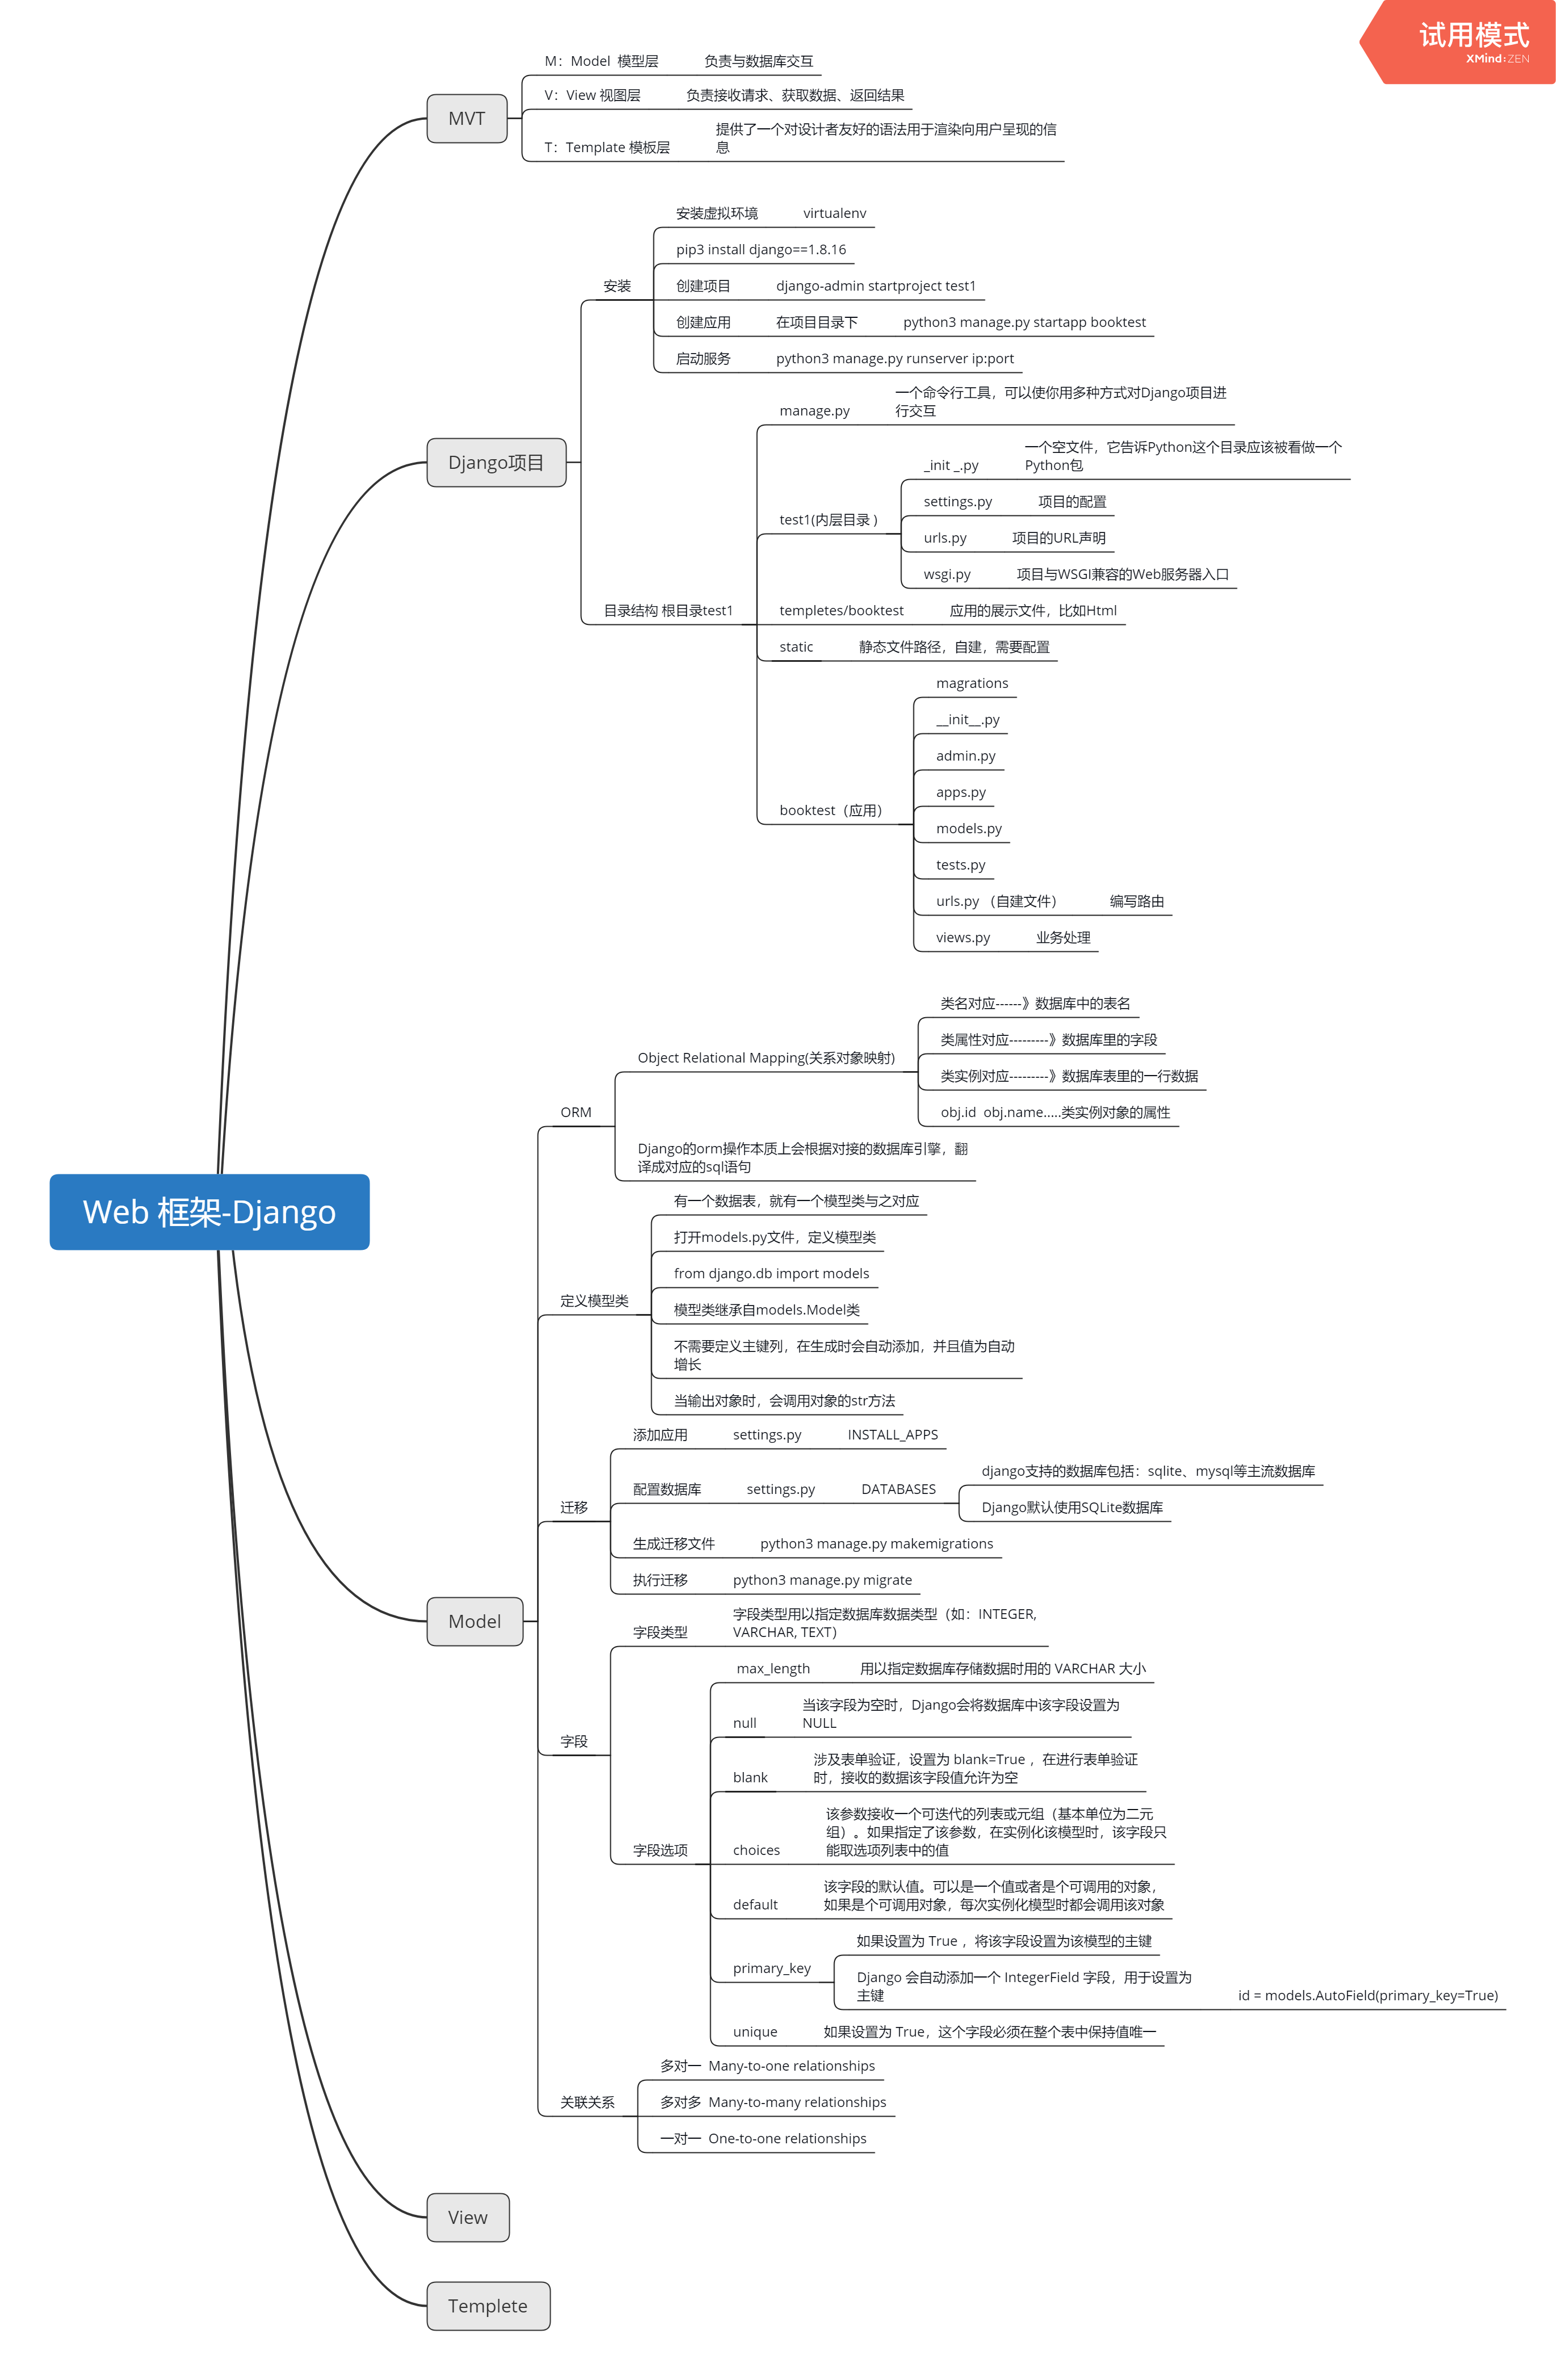 试用模式
XMind:ZEN
M：Model 模型层 负责与数据库交互
V：View 视图层 负责接收请求、获取数据、返回结果
MVT
提供了一个对设计者友好的语法用于渲染向用户呈现的信
T：Template 模板层 息
安装虚拟环境 virtualenv
pip3 install django==1.8.16
安装
创建项目 django-admin startproject test1
创建应用 在项目目录下 python3 manage.py startapp booktest
启动服务 python3 manage.py runserver ip:port
Django项目
一个命令行工具，可以使你用多种方式对Django项目进
manage.py 行交互
一个空文件，它告诉Python这个目录应该被看做一个
_init _.py Python包
settings.py 项目的配置
test1(内层目录 )
urls.py 项目的URL声明
wsgi.py 项目与WSGI兼容的Web服务器入口
目录结构 根目录test1
templetes/booktest 应用的展示文件，比如Html
static 静态文件路径，自建，需要配置
magrations
__init__.py
admin.py
apps.py
booktest（应用）
models.py
tests.py
urls.py （自建文件） 编写路由
views.py 业务处理
Web 框架-Django
Model
ORM
Object Relational Mapping(关系对象映射)
类名对应------》数据库中的表名
类属性对应---------》数据库里的字段
类实例对应---------》数据库表里的一行数据
obj.id  obj.name.....类实例对象的属性
Django的orm操作本质上会根据对接的数据库引擎，翻
译成对应的sql语句
定义模型类
有一个数据表，就有一个模型类与之对应
打开models.py文件，定义模型类
from django.db import models
模型类继承自models.Model类
不需要定义主键列，在生成时会自动添加，并且值为自动
增长
当输出对象时，会调用对象的str方法
迁移
添加应用 settings.py INSTALL_APPS
配置数据库 settings.py DATABASES
django支持的数据库包括：sqlite、mysql等主流数据库
Django默认使用SQLite数据库
生成迁移文件 python3 manage.py makemigrations
执行迁移 python3 manage.py migrate
字段
字段类型
字段类型用以指定数据库数据类型（如：INTEGER,
VARCHAR, TEXT）
字段选项
max_length 用以指定数据库存储数据时用的 VARCHAR 大小
当该字段为空时，Django会将数据库中该字段设置为
null NULL
涉及表单验证，设置为 blank=True ，在进行表单验证
blank 时，接收的数据该字段值允许为空
该参数接收一个可迭代的列表或元组（基本单位为二元
组）。如果指定了该参数，在实例化该模型时，该字段只
choices 能取选项列表中的值
该字段的默认值。可以是一个值或者是个可调用的对象，
default 如果是个可调用对象，每次实例化模型时都会调用该对象
primary_key
如果设置为 True ，将该字段设置为该模型的主键
Django 会自动添加一个 IntegerField 字段，用于设置为
主键 id = models.AutoField(primary_key=True)
unique 如果设置为 True，这个字段必须在整个表中保持值唯一
关联关系
多对一 Many-to-one relationships
多对多 Many-to-many relationships
一对一 One-to-one relationships
View
Templete